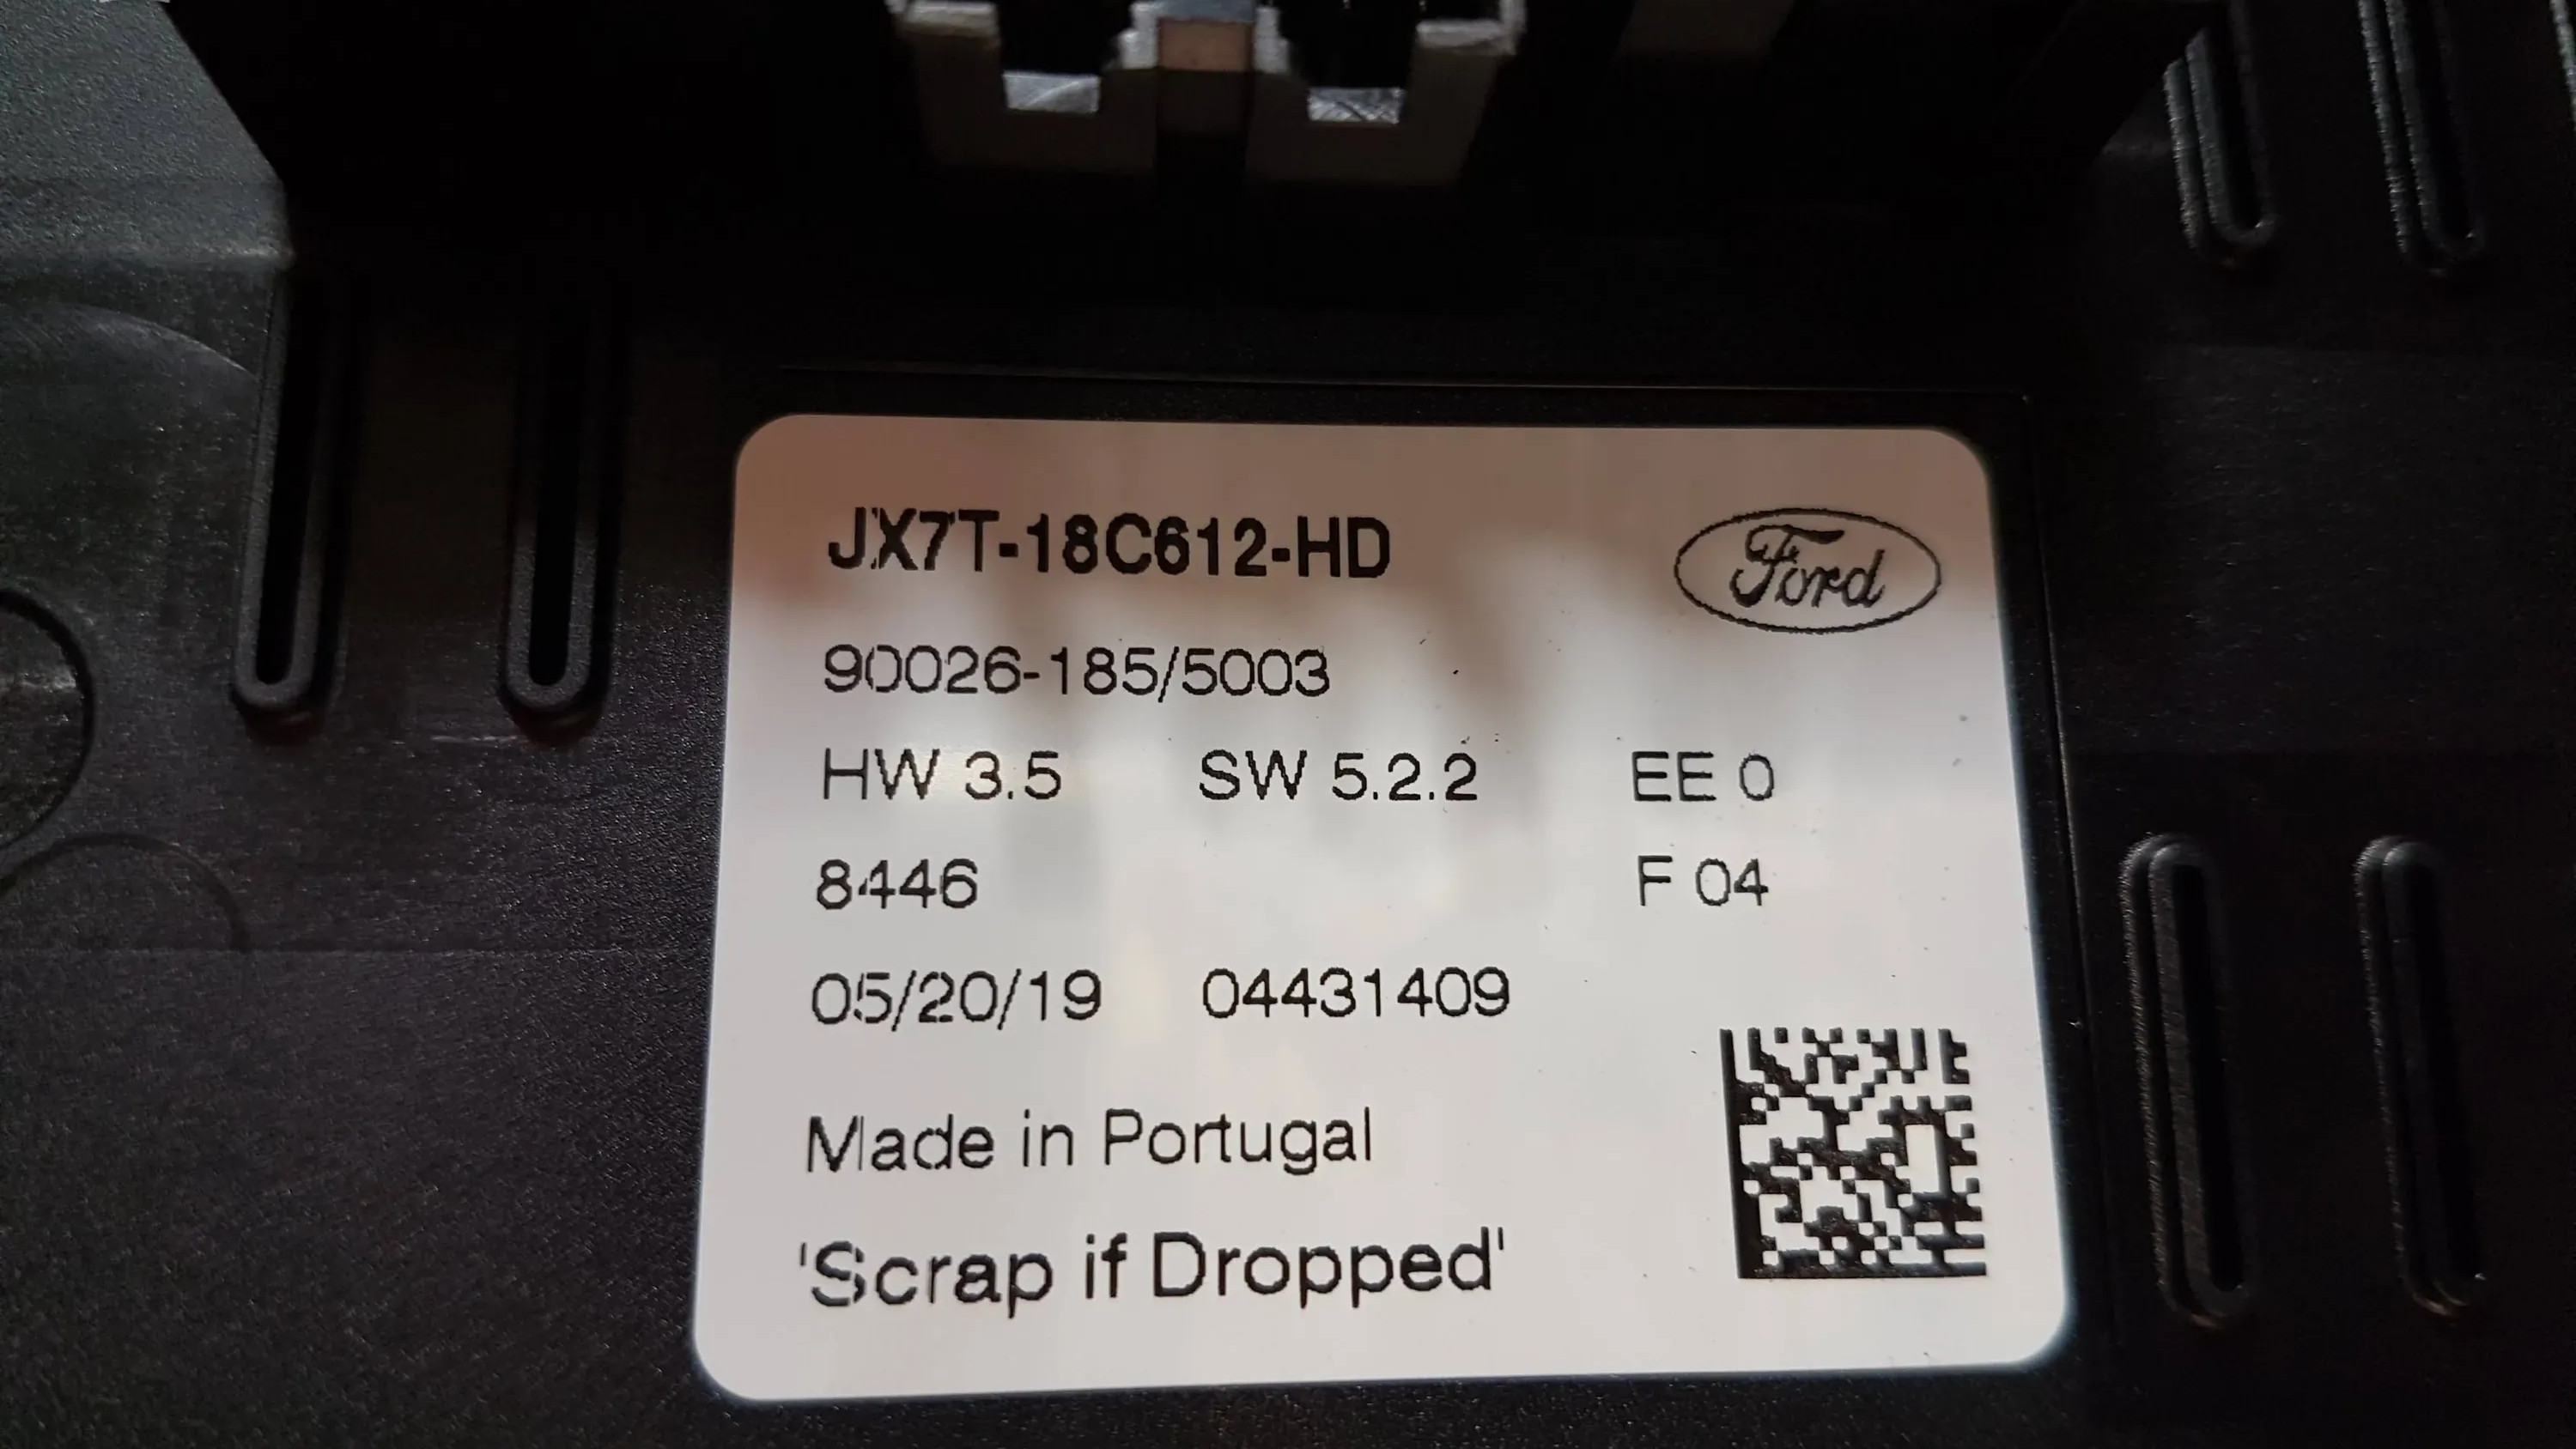 JX7T-18C612-HD
Ford
90026-185/5003
HW 3.5 SW 5.2.2 EE 0
8446 F 04
05/20/19 04431409
Made in Portugal
'Scrap if Dropped'